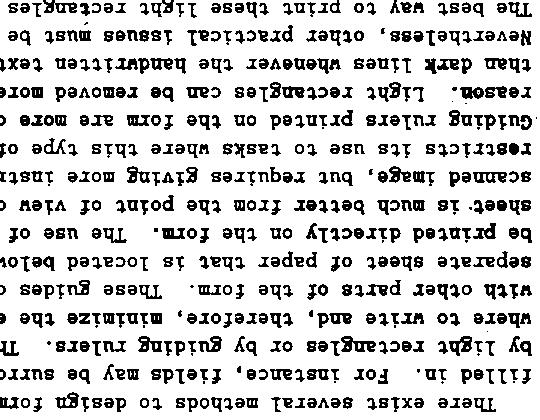 There exist several methods to design form
filled in. For instance, fields may be surro
by light rectangles or by guiding rulers. Th
where to write and, therefore, minimize the e
with other parts of the form. These guides c
separate sheet of paper that is located below
be printed directly on the form. The use of
sheet is much better from the point of view o
scanned image, but requires giving more instr
restricts its use to tasks where this type of
Guiding rulers printed on the form are more c
reason. Light rectangles can be removed more
than dark lines whenever the handwritten text
Nevertheless, other practical issues must be
The best way to print these light rectangles